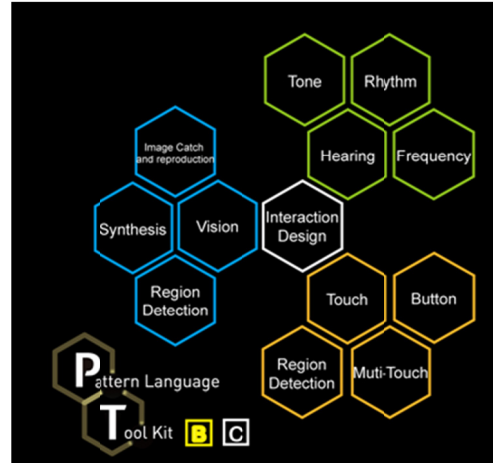 Tone
Rhythm
Image Catch
and reproduction
Hearing
Frequency
Synthesis
Vision
Interaction
Design
Region
Detection
Touch
Button
Region
Detection
Muti-Touch
Pattern Language
Tool Kit B C